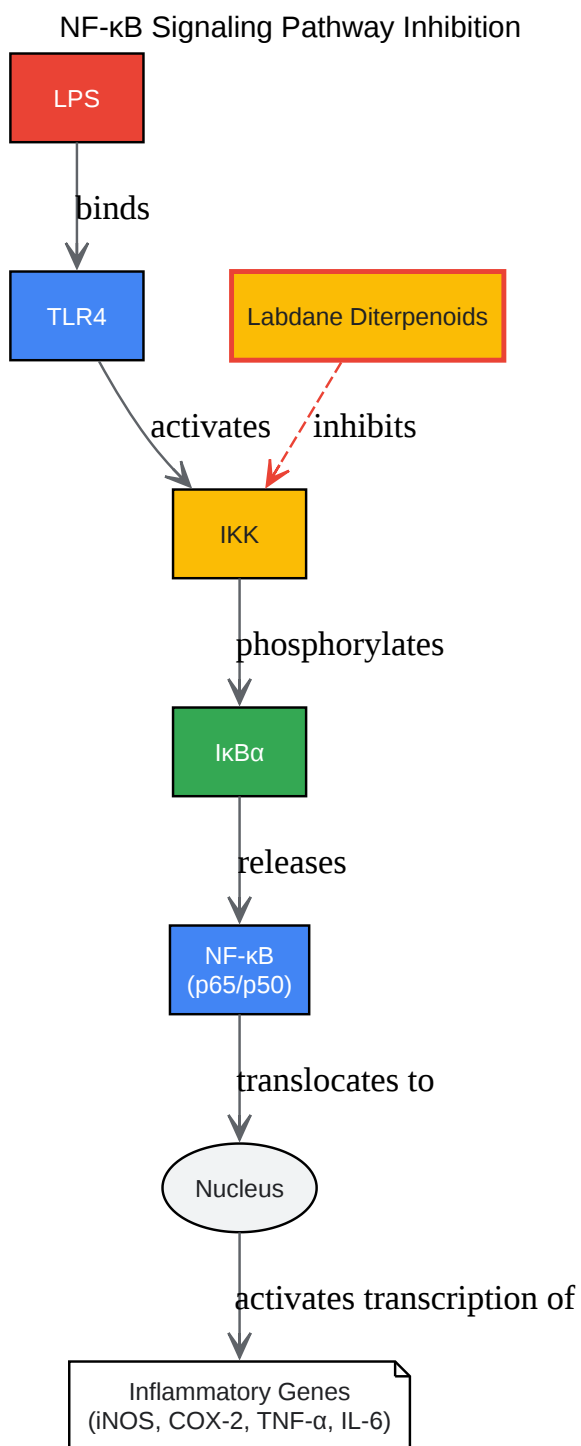 NF-κB Signaling Pathway Inhibition
LPS
binds
TLR4
Labdane Diterpenoids
activates
inhibits
IKK
phosphorylates
IκBα
releases
NF-κB
(p65/p50)
translocates to
Nucleus
activates transcription of
Inflammatory Genes
(iNOS, COX-2, TNF-α, IL-6)